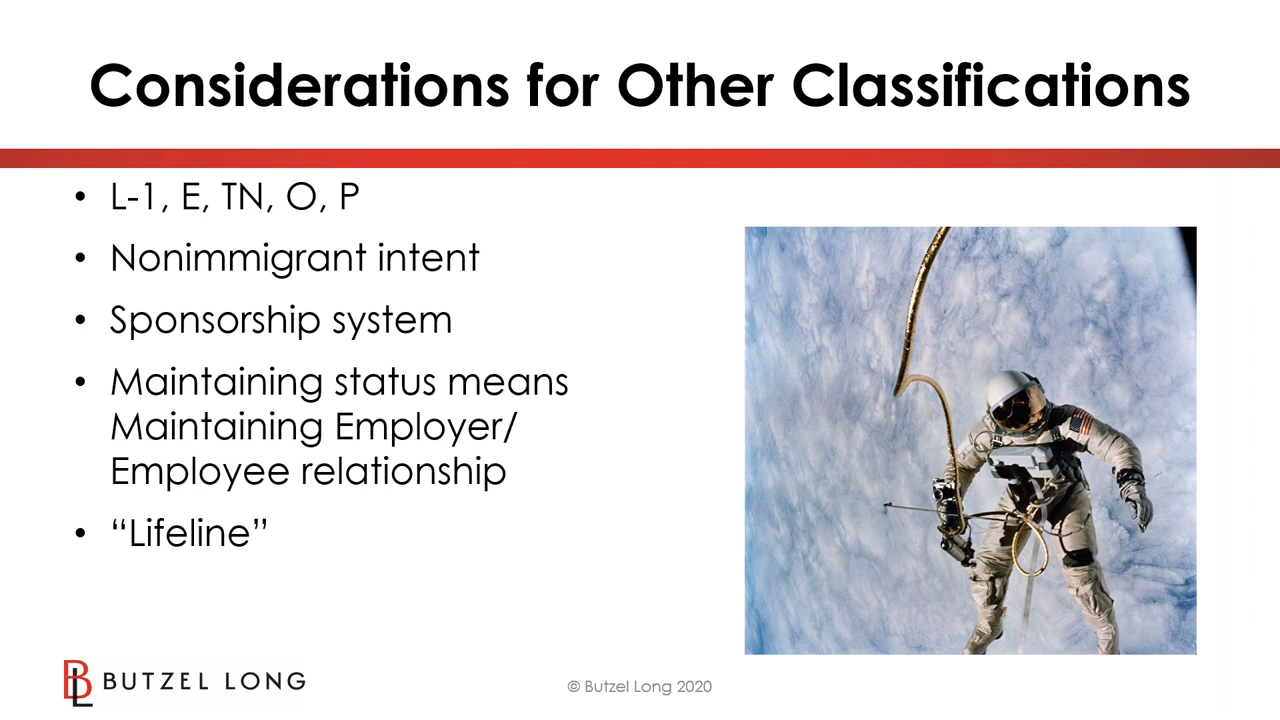 Considerations for Other Classifications
• L-1, E, TN, O, P
• Nonimmigrant intent
• Sponsorship system
• Maintaining status means
Maintaining Employer/
Employee relationship
• “Lifeline”
BL BUTZEL LONG
© Butzel Long 2020